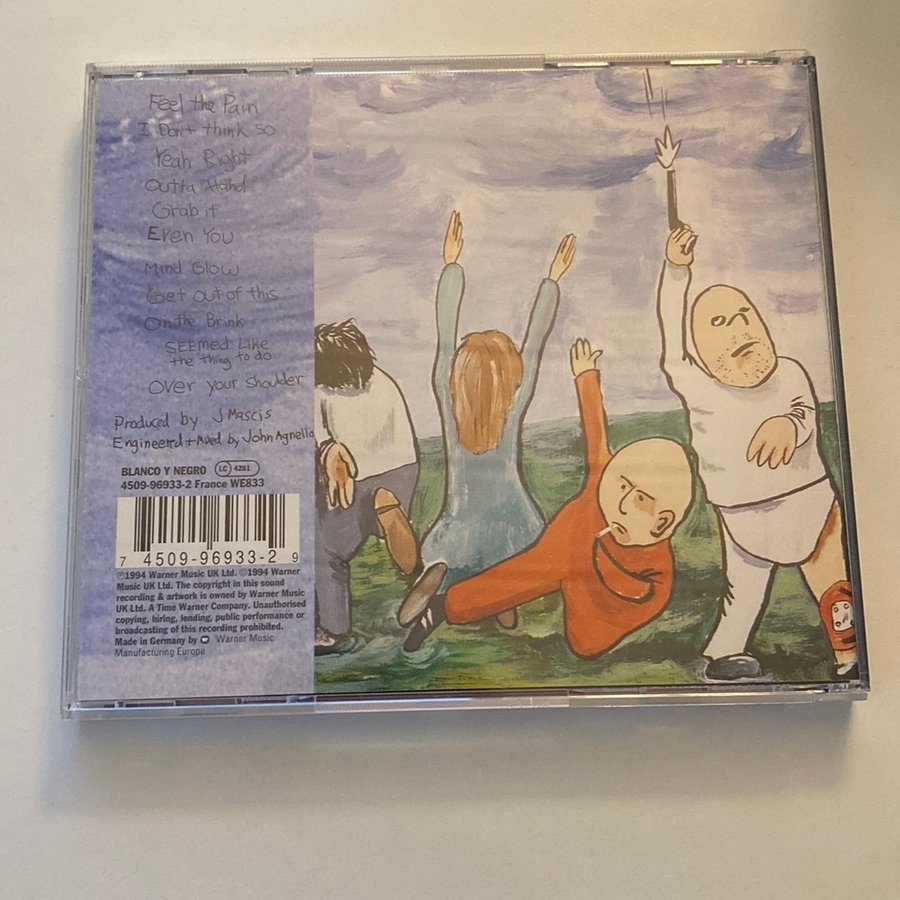 Feel the Pain
I Don't think So
Yeah Right
Outta Hand
Grab it
Even You
Mind Glow
Get out of this
On the Brink
SEEmed Like
the thing to do
Over Your Shoulder
Produced by J Mascis
Engineered + Mixed by John Agnello
BLANCO Y NEGRO LC 4281
4509-96933-2 France WE833
7 4509-96933-2 9
℗1994 Warner Music UK Ltd. ©1994 Warner
Music UK Ltd. The copyright in this sound
recording & artwork is owned by Warner Music
UK Ltd. A Time Warner Company. Unauthorised
copying, hiring, lending, public performance or
broadcasting of this recording prohibited.
Made in Germany by Warner Music
Manufacturing Europe